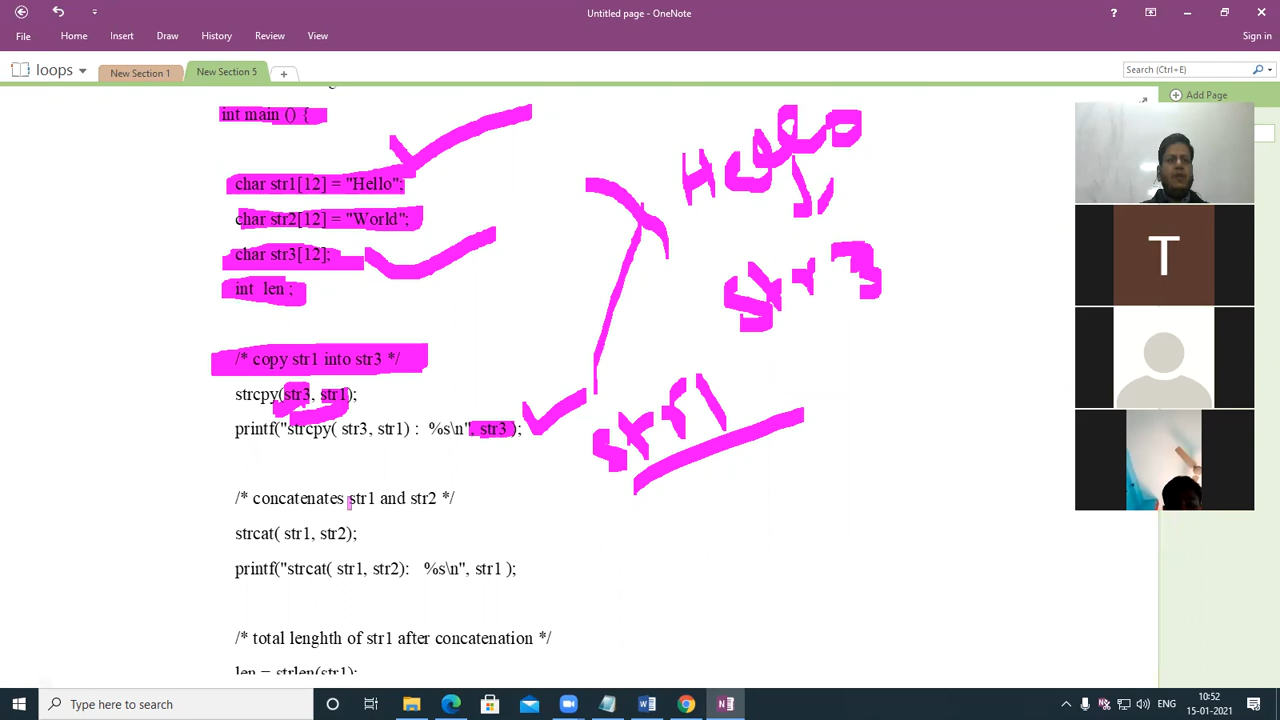 Untitled page - OneNote
?
File Home Insert Draw History Review View
Sign in
loops New Section 1 New Section 5
Search (Ctrl+E)
Add Page
int main () {
char str1[12] = "Hello";
char str2[12] = "World";
char str3[12];
int len ;
/* copy str1 into str3 */
strcpy(str3, str1);
printf("strcpy( str3, str1) : %s\n", str3 );
/* concatenates str1 and str2 */
strcat( str1, str2);
printf("strcat( str1, str2): %s\n", str1 );
/* total lenghth of str1 after concatenation */
len = strlen(str1);
Hello
str3
str1
T
Type here to search
ENG
10:52
15-01-2021